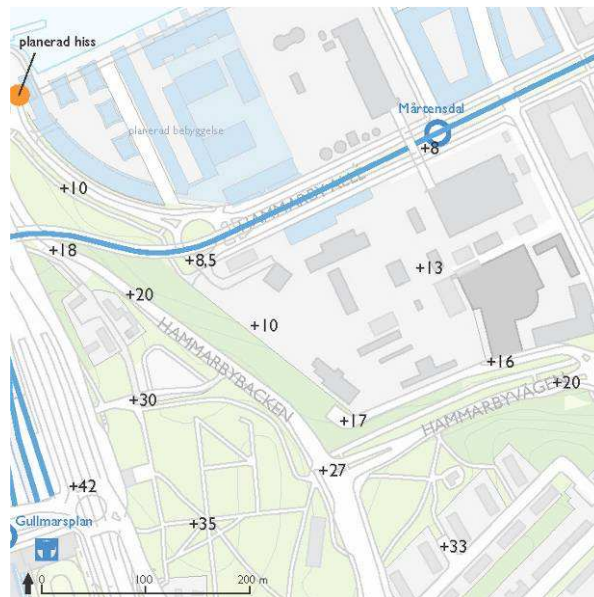 planerad hiss
Mårtensdal
planerad bebyggelse
+8
+10
HAMMARBY ALLÉ
+18
+8,5
+13
+20
+10
HAMMARBYBACKEN
+16
+20
+30
HAMMARBYVÄGEN
+17
+27
+42
Gullmarsplan
+35
+33
0
100
200 m